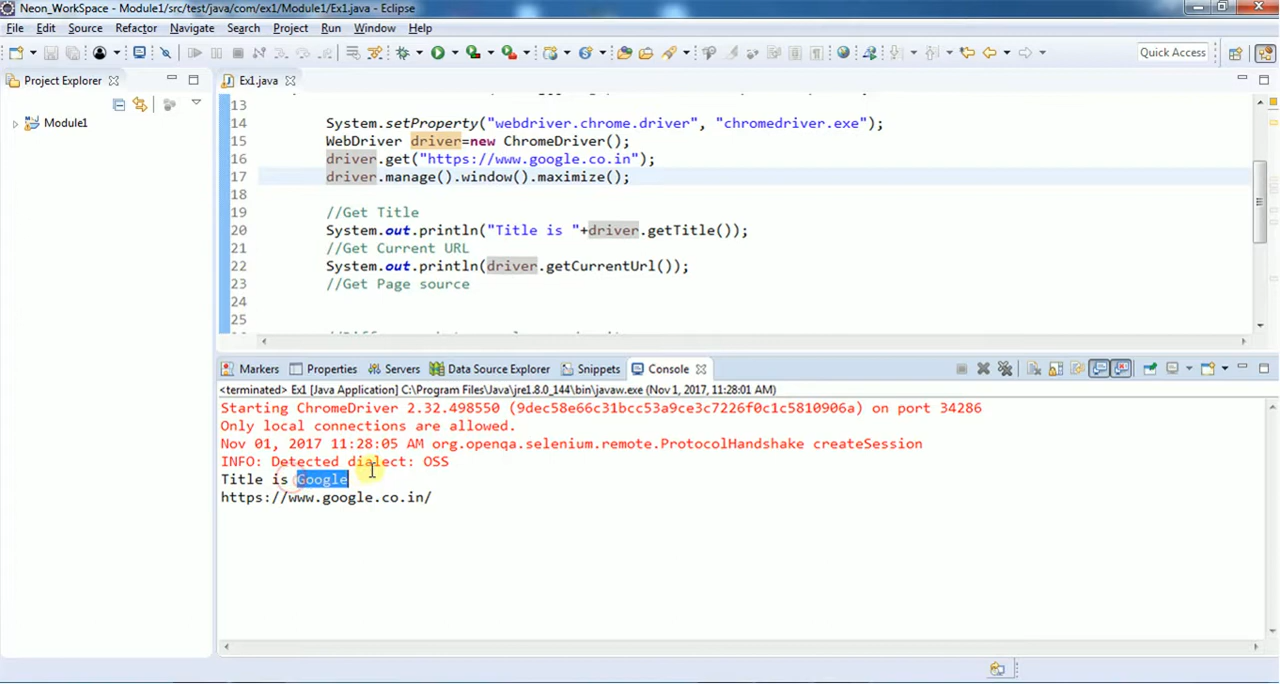 Neon_WorkSpace - Module1/src/test/java/com/ex1/Module1/Ex1.java - Eclipse
File Edit Source Refactor Navigate Search Project Run Window Help
Quick Access
Project Explorer
Ex1.java
Module1
13
14 System.setProperty("webdriver.chrome.driver", "chromedriver.exe");
15 WebDriver driver=new ChromeDriver();
16 driver.get("https://www.google.co.in");
17 driver.manage().window().maximize();
18
19 //Get Title
20 System.out.println("Title is "+driver.getTitle());
21 //Get Current URL
22 System.out.println(driver.getCurrentUrl());
23 //Get Page source
24
25
Markers Properties Servers Data Source Explorer Snippets Console
<terminated> Ex1 [Java Application] C:\Program Files\Java\jre1.8.0_144\bin\javaw.exe (Nov 1, 2017, 11:28:01 AM)
Starting ChromeDriver 2.32.498550 (9dec58e66c31bcc53a9ce3c7226f0c1c5810906a) on port 34286
Only local connections are allowed.
Nov 01, 2017 11:28:05 AM org.openqa.selenium.remote.ProtocolHandshake createSession
INFO: Detected dialect: OSS
Title is Google
https://www.google.co.in/